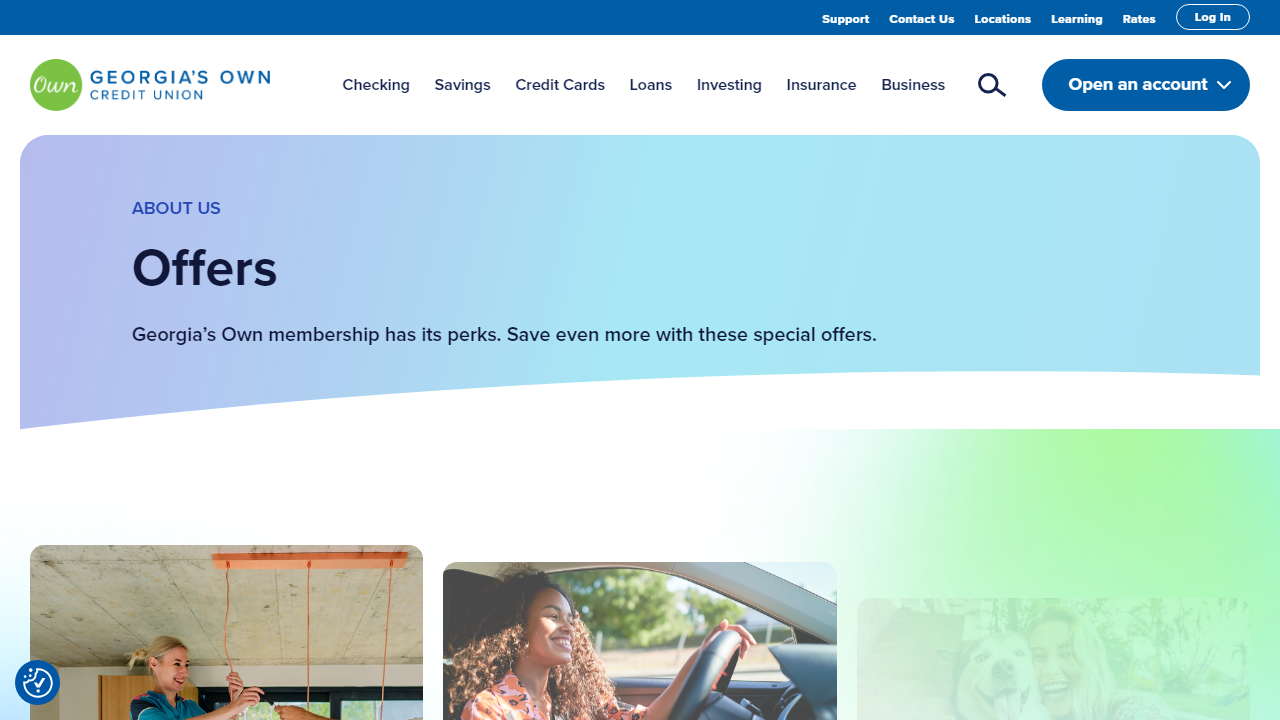 Support Contact Us Locations Learning Rates Log In
Own GEORGIA'S OWN
CREDIT UNION
Checking Savings Credit Cards Loans Investing Insurance Business Open an account
ABOUT US
Offers
Georgia’s Own membership has its perks. Save even more with these special offers.